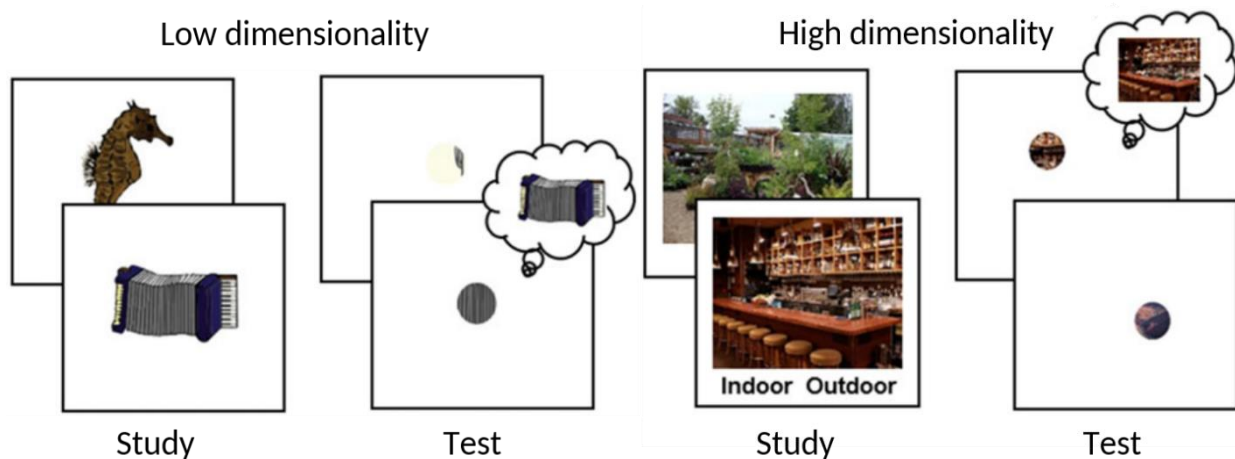 Low dimensionality
High dimensionality
Indoor Outdoor
Study
Test
Study
Test